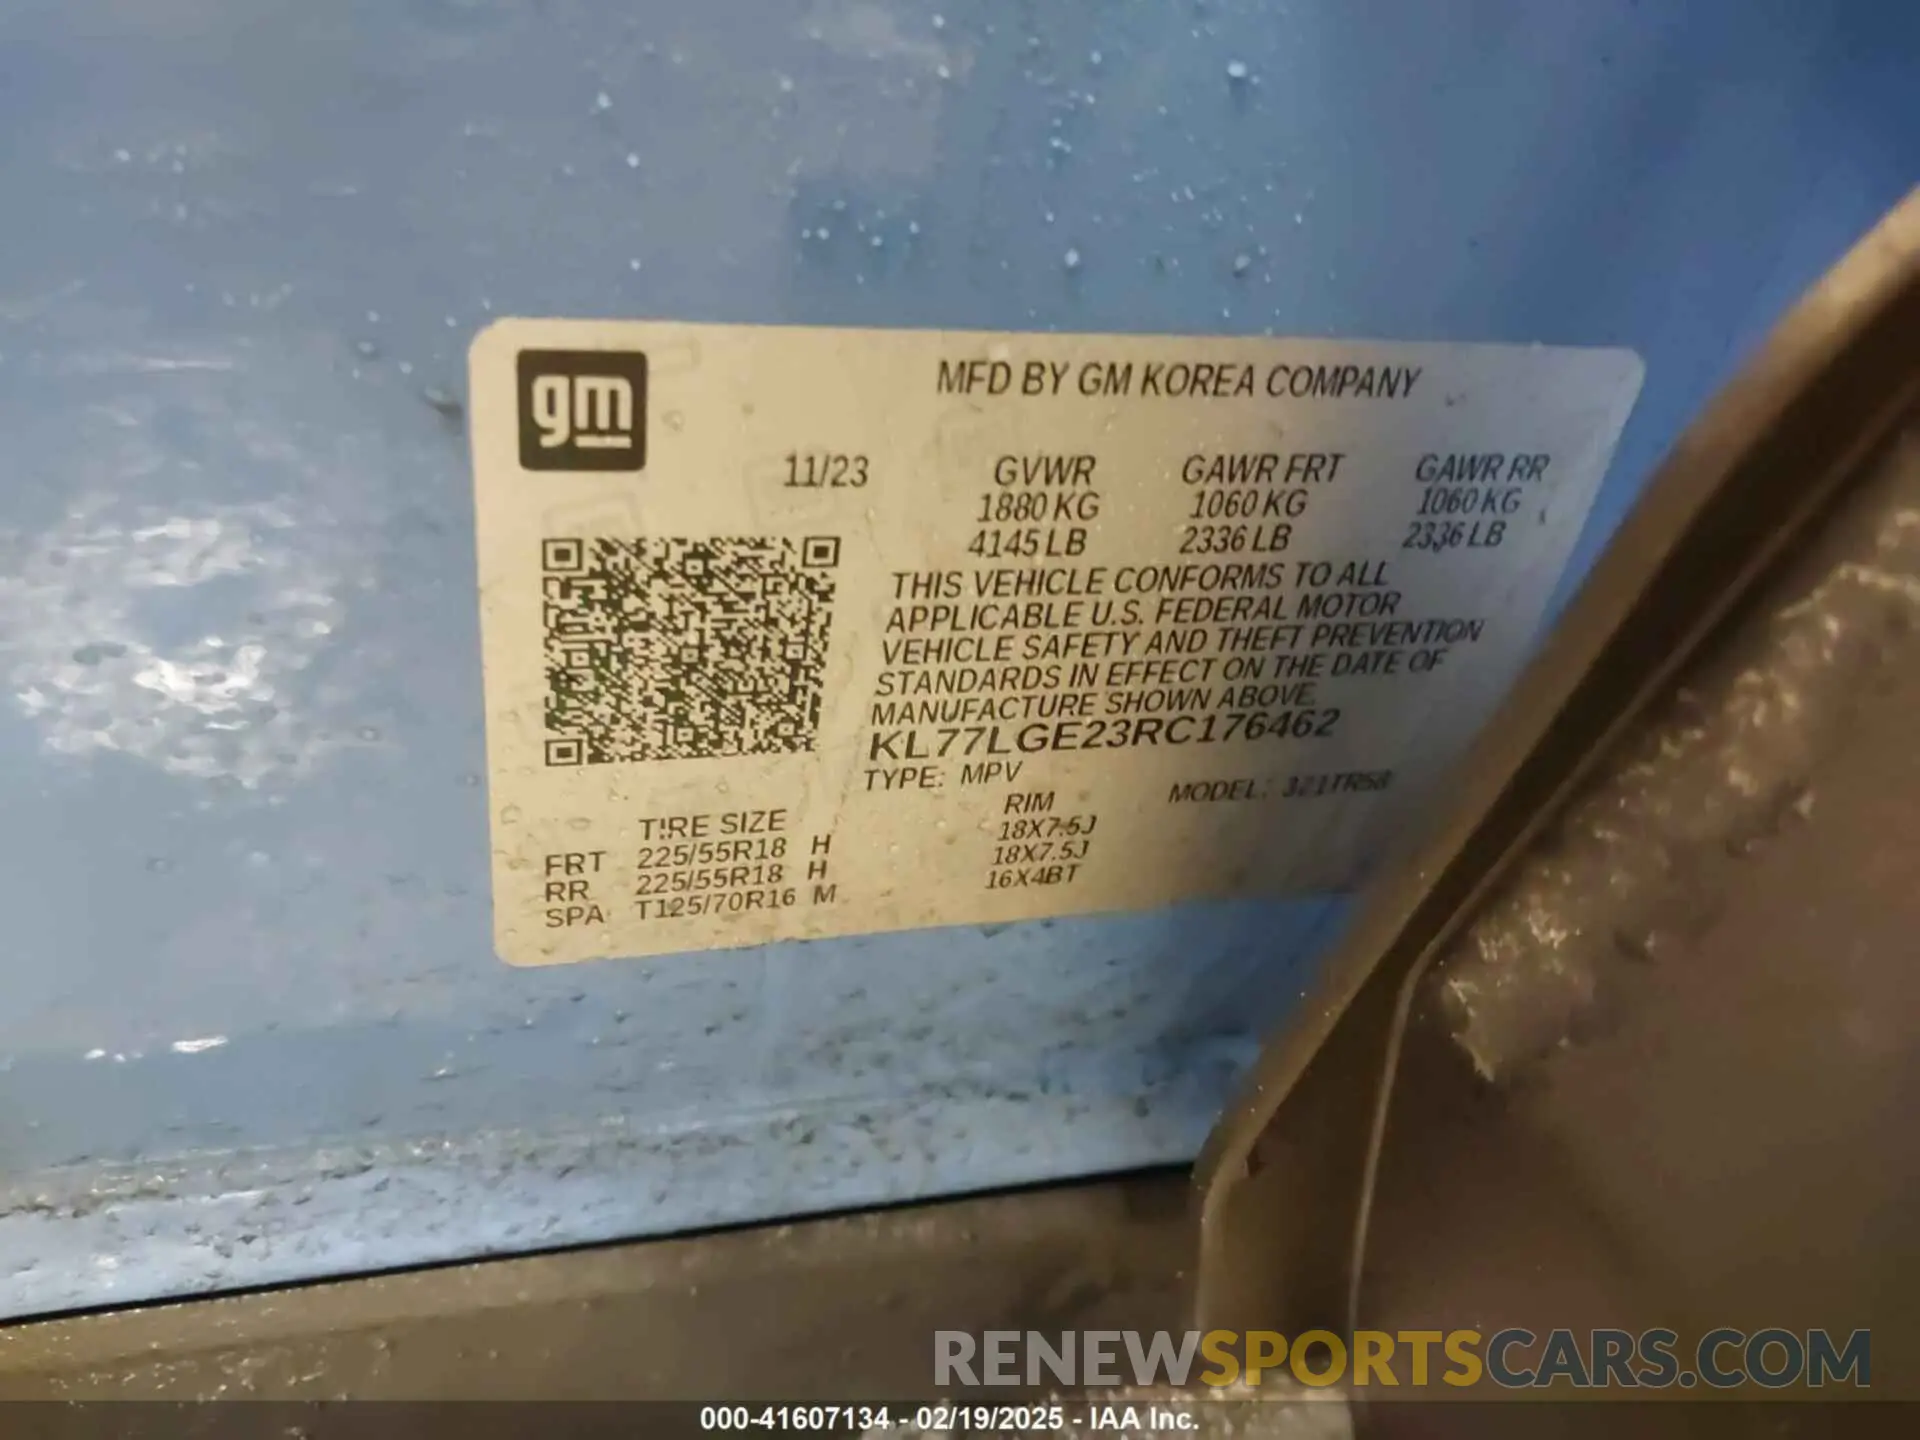 gm
MFD BY GM KOREA COMPANY
11/23 GVWR GAWR FRT GAWR RR
1880 KG 1060 KG 1060 KG
4145 LB 2336 LB 2336 LB
THIS VEHICLE CONFORMS TO ALL
APPLICABLE U.S. FEDERAL MOTOR
VEHICLE SAFETY AND THEFT PREVENTION
STANDARDS IN EFFECT ON THE DATE OF
MANUFACTURE SHOWN ABOVE.
KL77LGE23RC176462
TYPE: MPV MODEL: 321TR58
TIRE SIZE RIM
FRT 225/55R18 H 18X7.5J
RR 225/55R18 H 18X7.5J
SPA T125/70R16 M 16X4BT
RENEWSPORTSCARS.COM
000-41607134 - 02/19/2025 - IAA Inc.